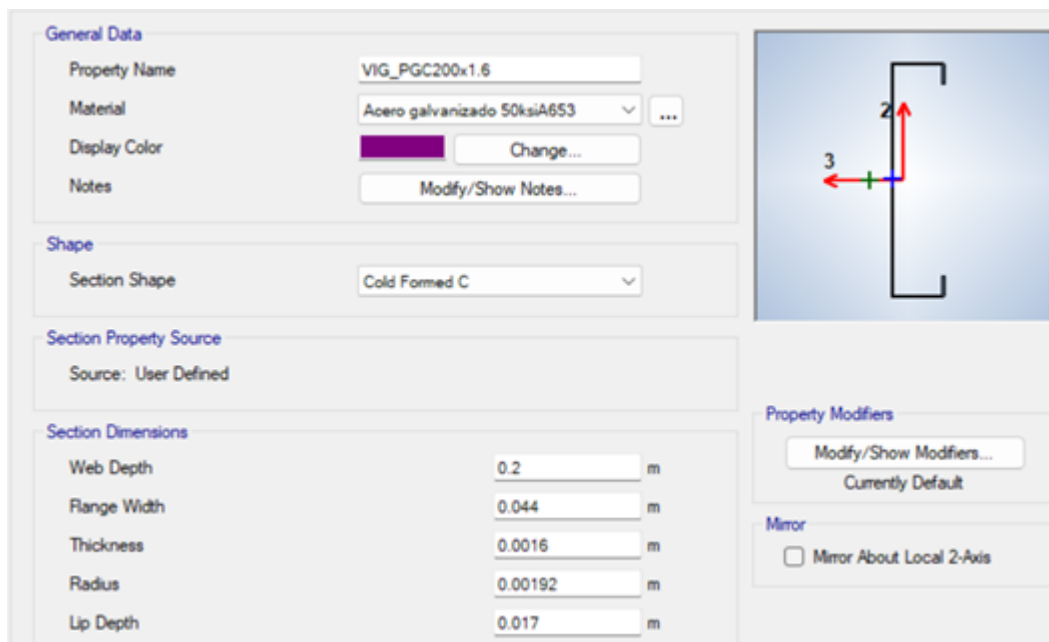 General Data
Property Name VIG_PGC200x1.6
Material Acero galvanizado 50ksiA653 ...
Display Color Change...
Notes Modify/Show Notes...
Shape
Section Shape Cold Formed C
Section Property Source
Source: User Defined
Section Dimensions
Web Depth 0.2 m
Flange Width 0.044 m
Thickness 0.0016 m
Radius 0.00192 m
Lip Depth 0.017 m
2
3
Property Modifiers
Modify/Show Modifiers...
Currently Default
Mirror
Mirror About Local 2-Axis